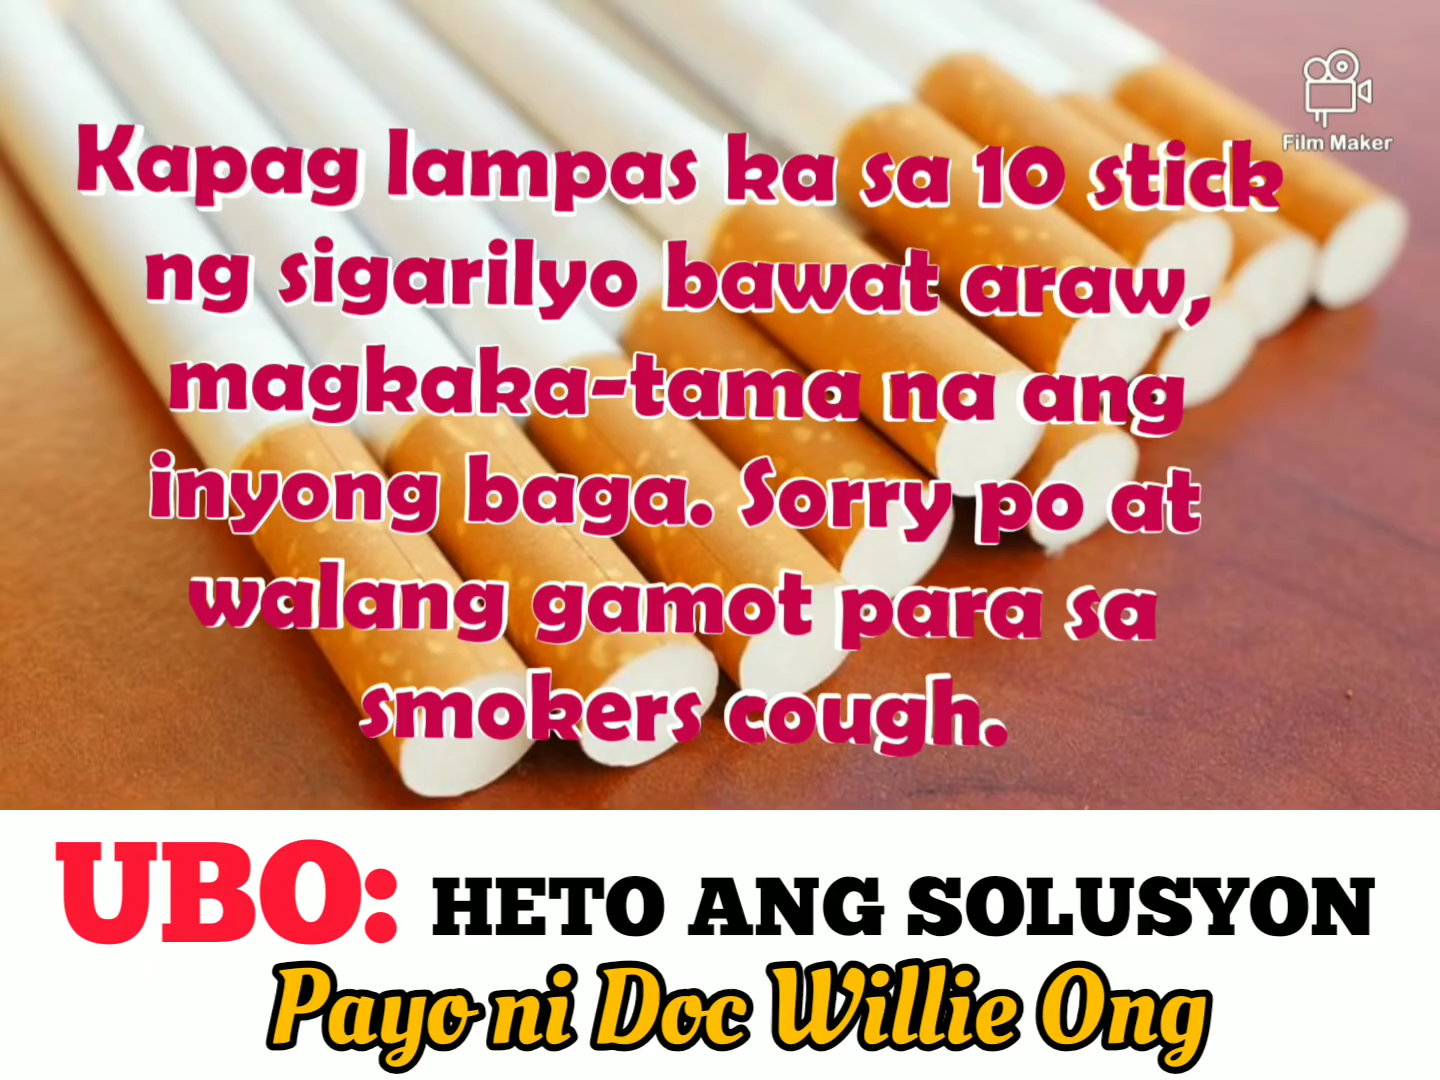 Film Maker
Kapag lampas ka sa 10 stick
ng sigarilyo bawat araw,
magkaka-tama na ang
inyong baga. Sorry po at
walang gamot para sa
smokers cough.
UBO: HETO ANG SOLUSYON
Payo ni Doc Willie Ong